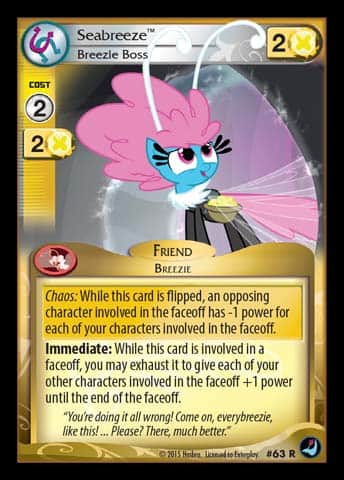 Seabreeze™
Breezie Boss
2
COST
2
2
FRIEND
BREEZIE
Chaos: While this card is flipped, an opposing
character involved in the faceoff has -1 power for
each of your characters involved in the faceoff.
Immediate: While this card is involved in a
faceoff, you may exhaust it to give each of your
other characters involved in the faceoff +1 power
until the end of the faceoff.
“You’re doing it all wrong! Come on, everybreezie,
like this! ... Please? There, much better.”
© 2015 Hasbro. Licensed to Enterplay.
#63 R